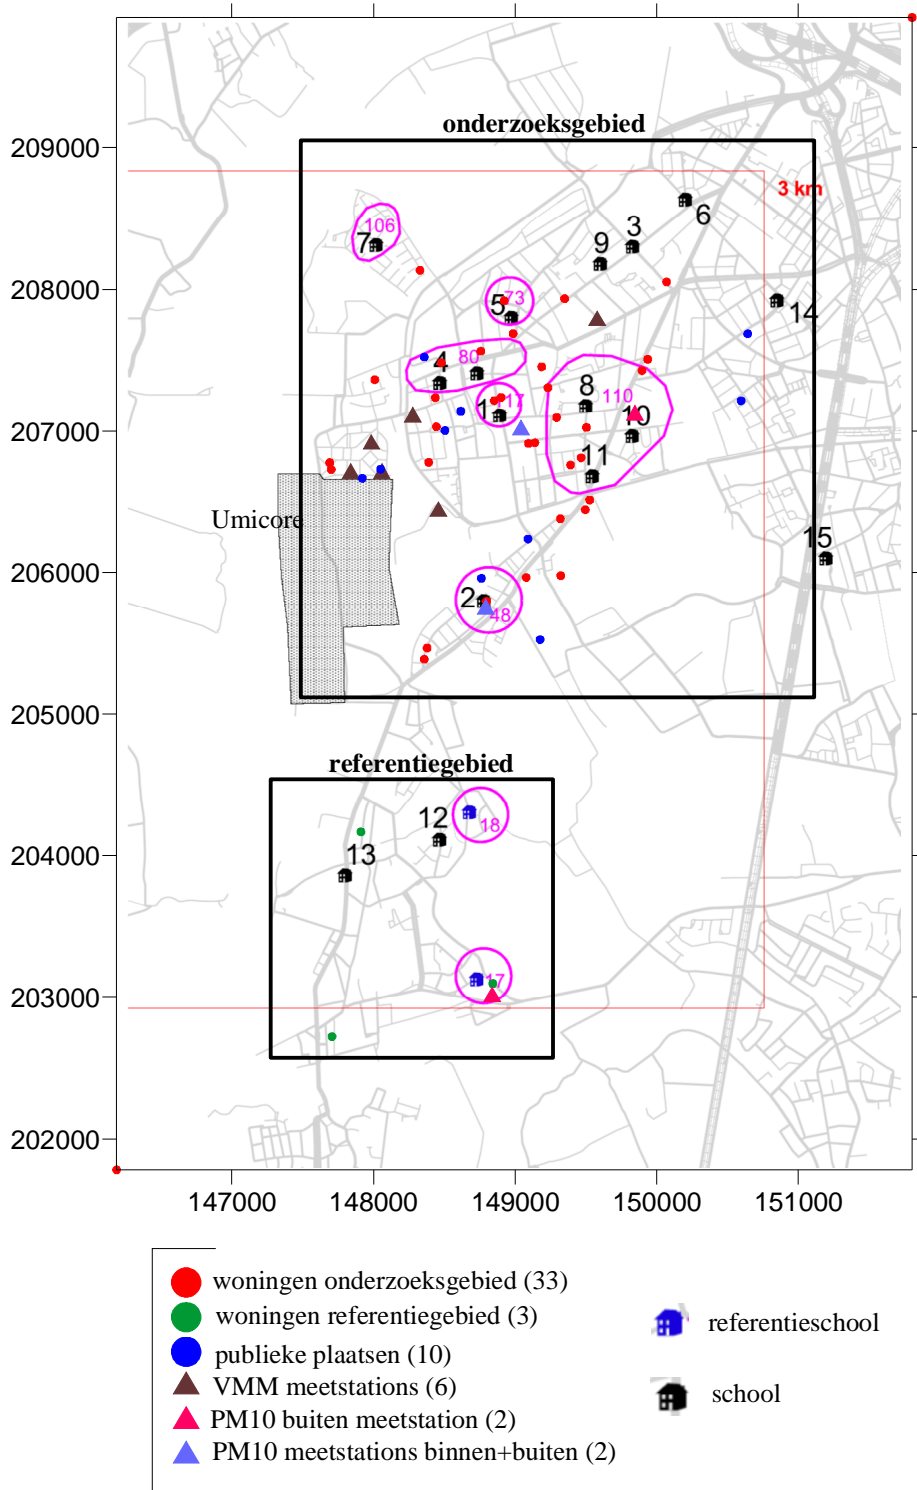 onderzoeksgebied
209000
3 km
106
7
6
3
9
208000
5
73
14
4
80
1
117
8
110
10
207000
11
Umicore
15
206000
2
48
205000
referentiegebied
12
18
13
204000
17
203000
202000
147000 148000 149000 150000 151000
woningen onderzoeksgebied (33)
woningen referentiegebied (3)
publieke plaatsen (10)
VMM meetstations (6)
PM10 buiten meetstation (2)
PM10 meetstations binnen+buiten (2)
referentieschool
school